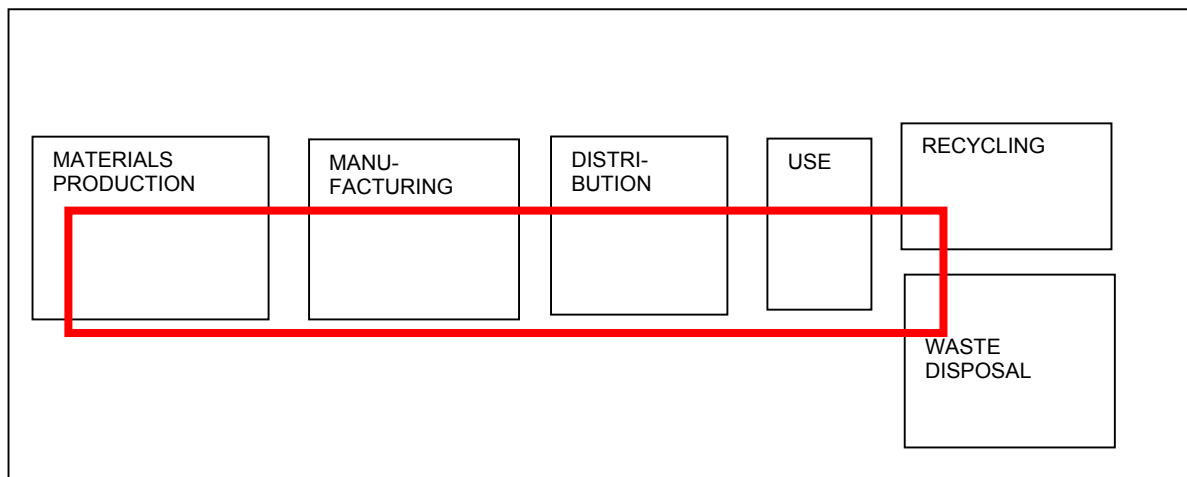 MATERIALS
PRODUCTION
MANU-
FACTURING
DISTRI-
BUTION
USE
RECYCLING
WASTE
DISPOSAL